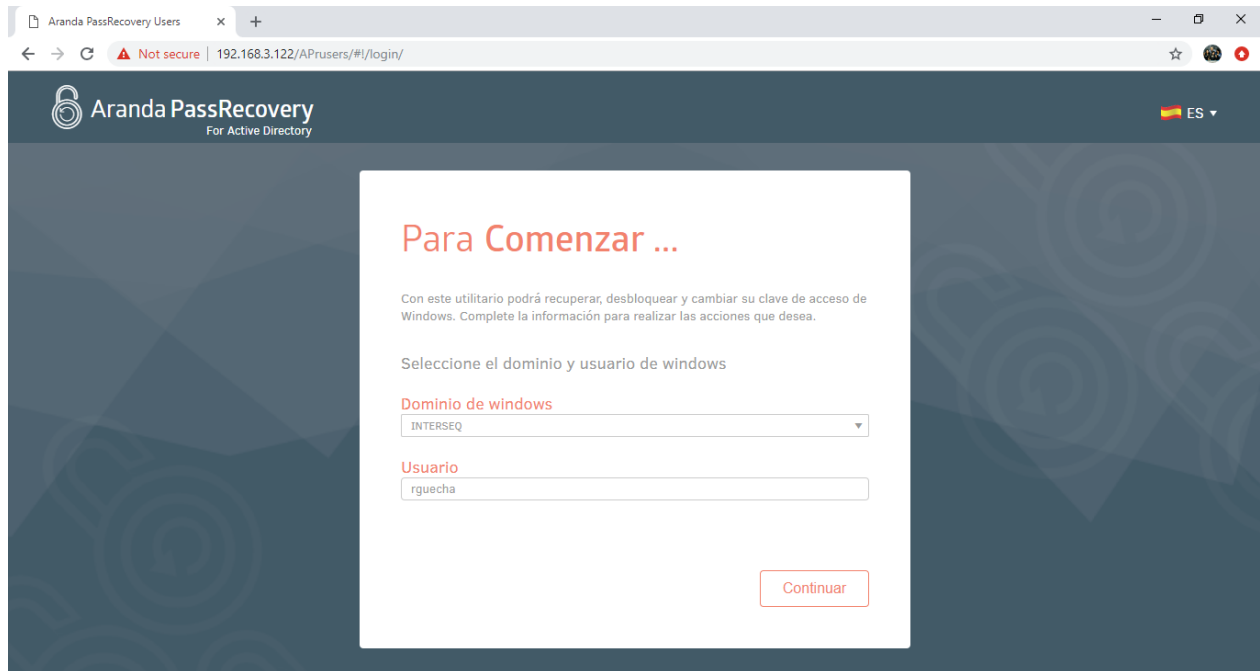 Aranda PassRecovery Users
Not secure | 192.168.3.122/APrusers/#!/login/
Aranda PassRecovery
For Active Directory
ES
Para Comenzar ...
Con este utilitario podrá recuperar, desbloquear y cambiar su clave de acceso de
Windows. Complete la información para realizar las acciones que desea.
Seleccione el dominio y usuario de windows
Dominio de windows
INTERSEQ
Usuario
rguecha
Continuar